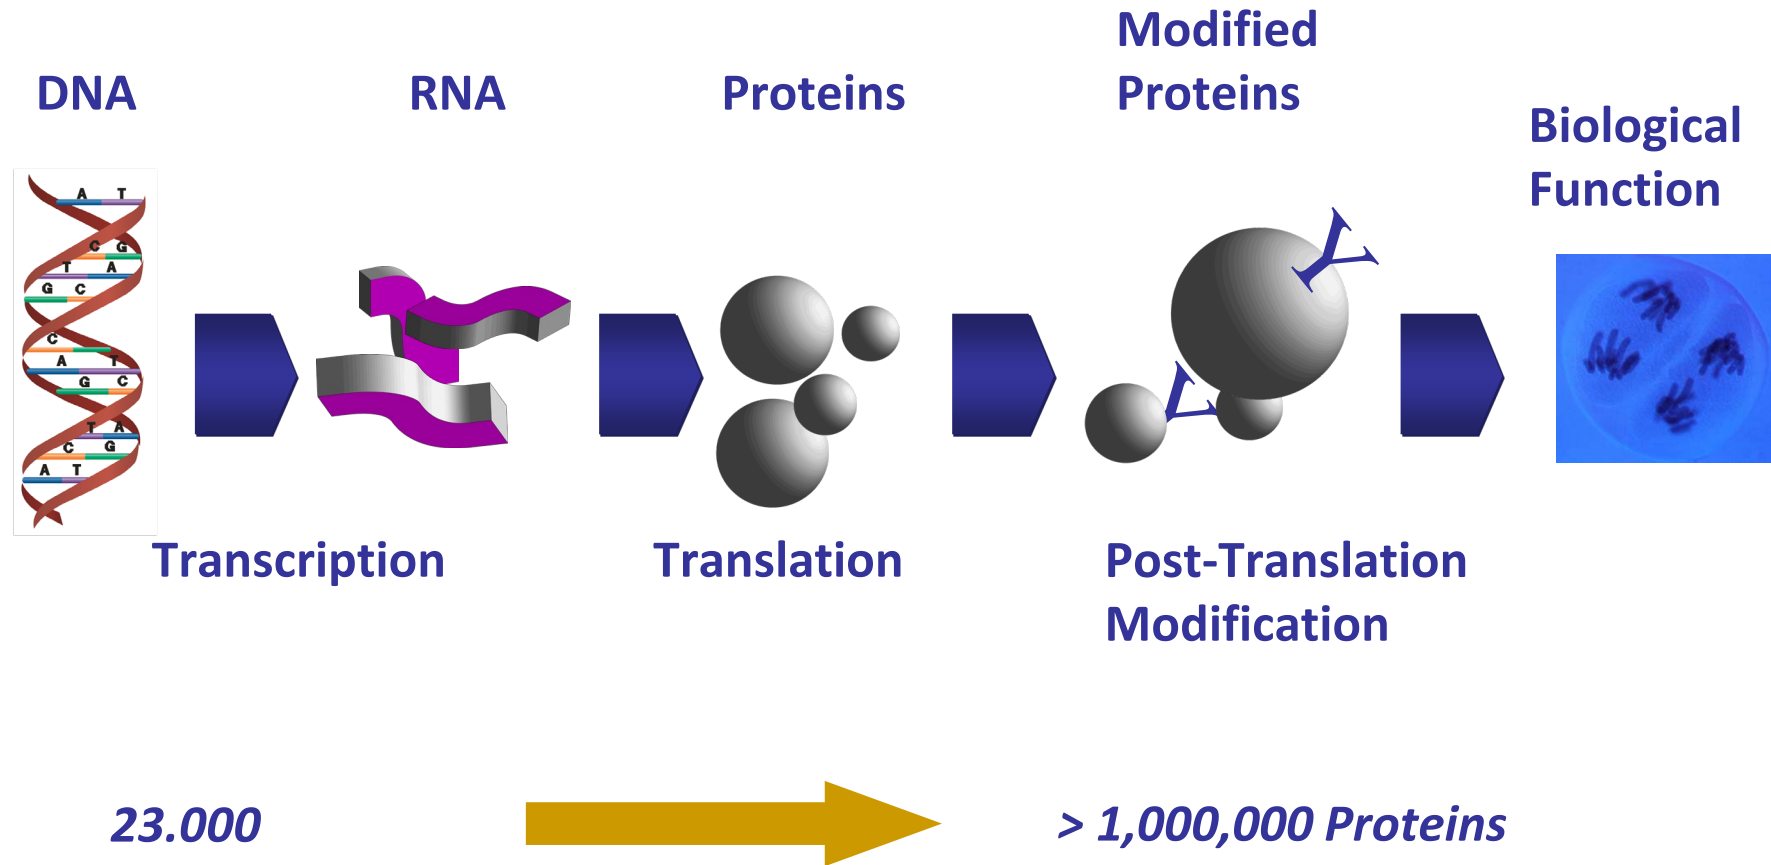 DNA
RNA
Proteins
Modified
Proteins
Biological
Function
A T
C G
T A
G C
C
A T
G C
T A
C G
A T
Y
Y
Transcription
Translation
Post-Translation
Modification
23.000
> 1,000,000 Proteins